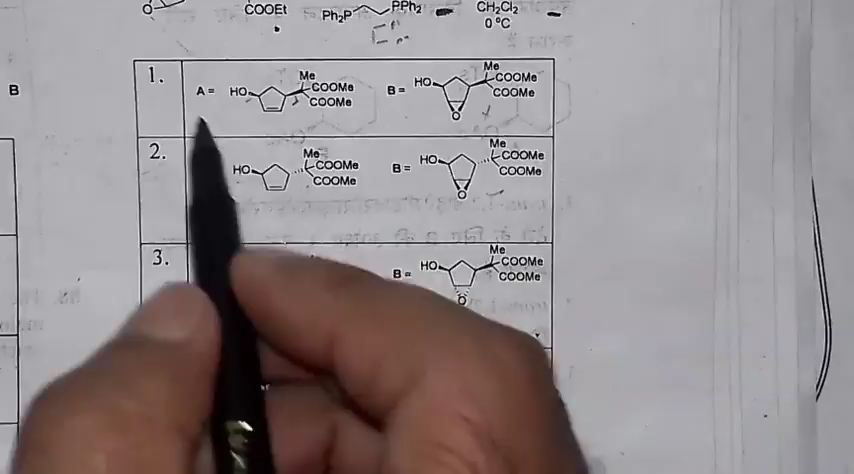 O COOEt Ph2P PPh2 CH2Cl2
0 °C
B
1. A = HO Me COOMe COOMe B = HO Me COOMe COOMe O
2. HO Me COOMe COOMe B = HO Me COOMe COOMe O
3. B = HO Me COOMe COOMe O